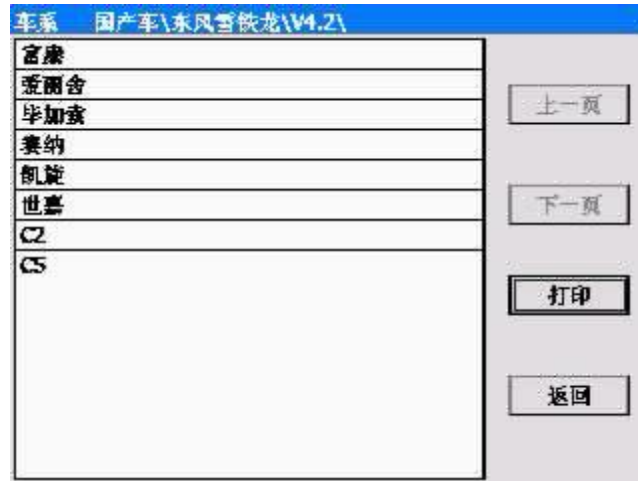 车系 国产车\东风雪铁龙\V4.2\
富康
爱丽舍
毕加索
赛纳
凯旋
世嘉
C2
C5
上一页
下一页
打印
返回